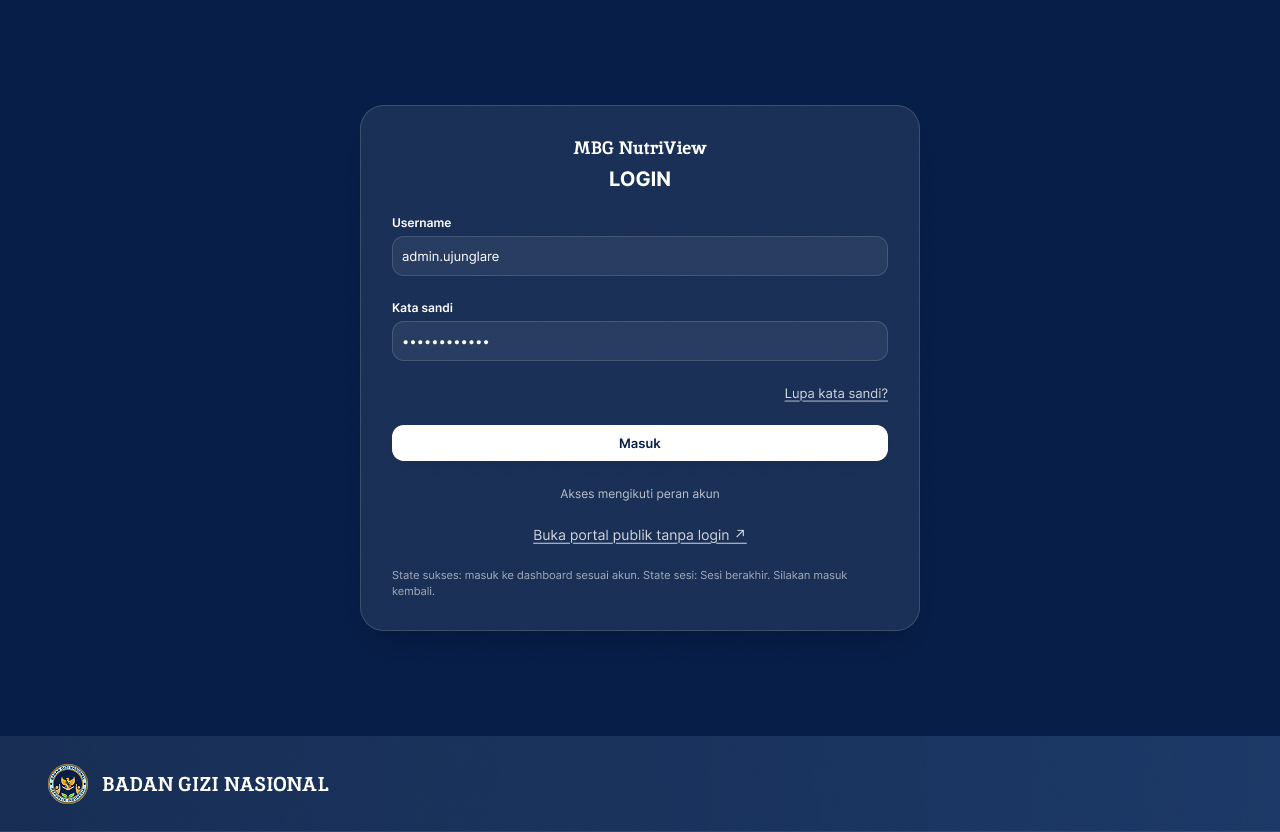 MBG NutriView
LOGIN
Username
admin.ujunglare
Kata sandi
••••••••••••
Lupa kata sandi?
Masuk
Akses mengikuti peran akun
Buka portal publik tanpa login ↗
State sukses: masuk ke dashboard sesuai akun. State sesi: Sesi berakhir. Silakan masuk
kembali.
BADAN GIZI NASIONAL